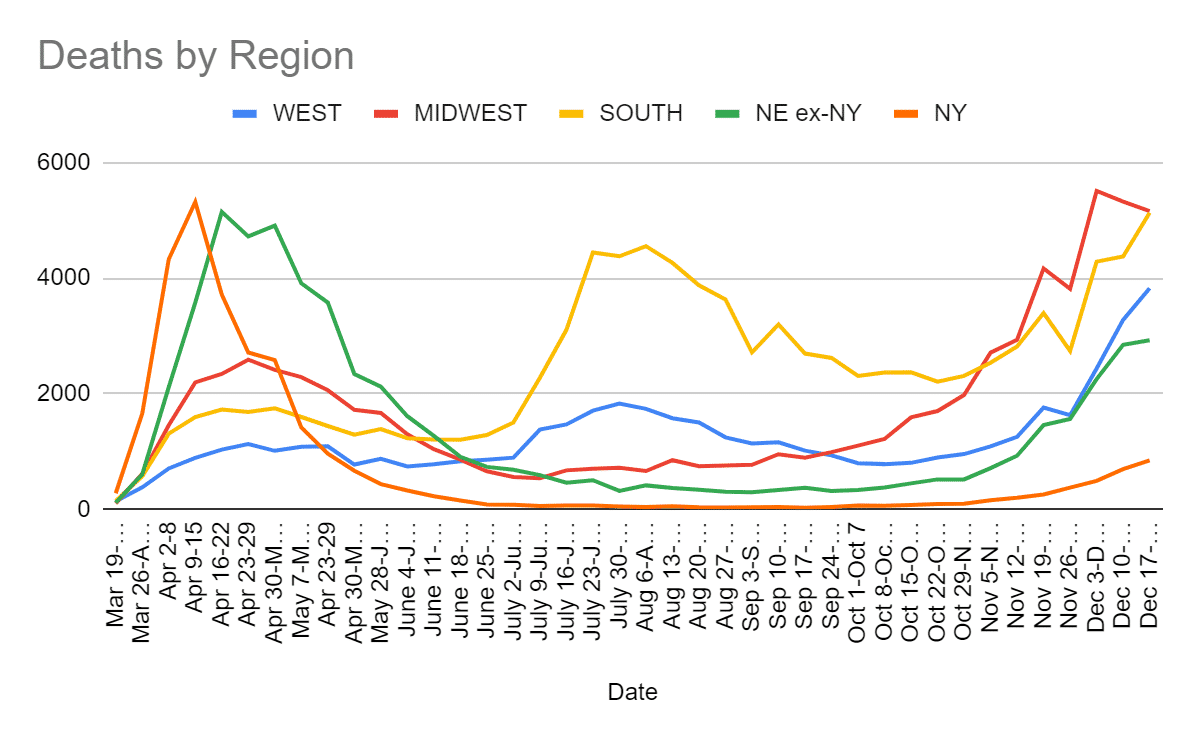 Deaths by Region
WEST MIDWEST SOUTH NE ex-NY NY
6000
4000
2000
0
Mar 19-…
Mar 26-A…
Apr 2-8
Apr 9-15
Apr 16-22
Apr 23-29
Apr 30-M…
May 7-M…
Apr 23-29
Apr 30-M…
May 28-J…
June 4-J…
June 11-…
June 18-…
June 25-…
July 2-Ju…
July 9-Ju…
July 16-J…
July 23-J…
July 30-…
Aug 6-A…
Aug 13-…
Aug 20-…
Aug 27-…
Sep 3-S…
Sep 10-…
Sep 17-…
Sep 24-…
Oct 1-Oct 7
Oct 8-Oc…
Oct 15-O…
Oct 22-O…
Oct 29-N…
Nov 5-N…
Nov 12-…
Nov 19-…
Nov 26-…
Dec 3-D…
Dec 10-…
Dec 17-…
Date